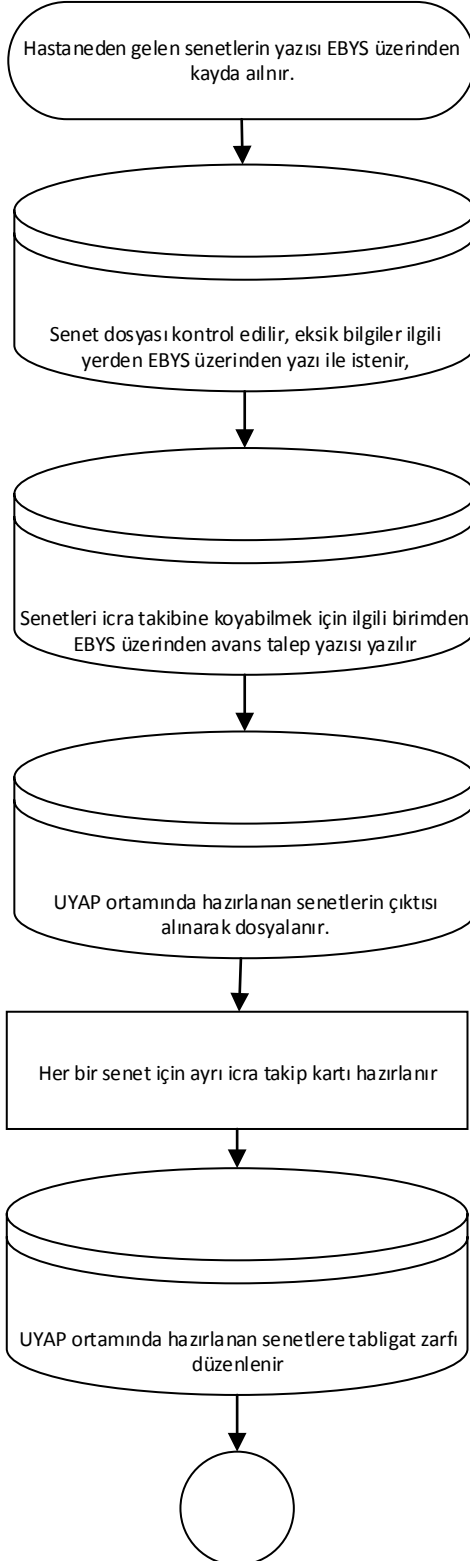 Hastaneden gelen senetlerin yazısı EBYS üzerinden
kayda aılnır.
Senet dosyası kontrol edilir, eksik bilgiler ilgili
yerden EBYS üzerinden yazı ile istenir,
Senetleri icra takibine koyabilmek için ilgili birimden
EBYS üzerinden avans talep yazısı yazılır
UYAP ortamında hazırlanan senetlerin çıktısı
alınarak dosyalanır.
Her bir senet için ayrı icra takip kartı hazırlanır
UYAP ortamında hazırlanan senetlere tabligat zarfı
düzenlenir